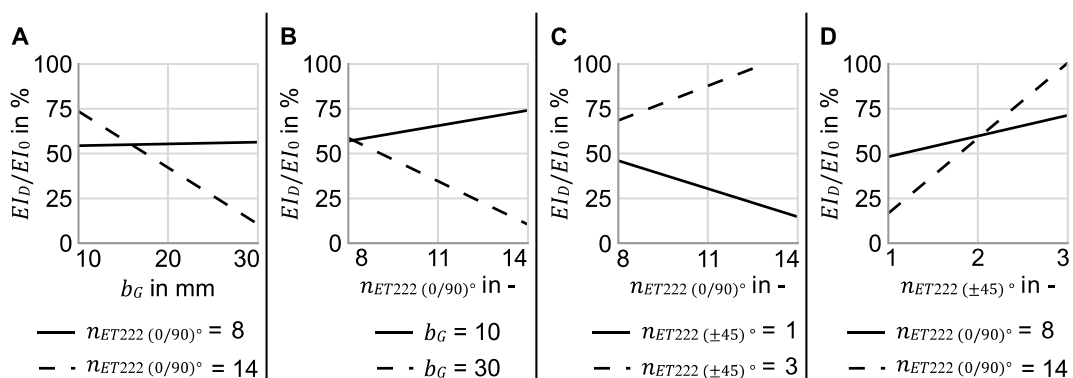 A
EI_D/EI_0 in %
100
75
50
25
0
10 20 30
b_G in mm
n_ET222 (0/90)° = 8
n_ET222 (0/90)° = 14
B
EI_D/EI_0 in %
100
75
50
25
0
8 11 14
n_ET222 (0/90)° in -
b_G = 10
b_G = 30
C
EI_D/EI_0 in %
100
75
50
25
0
8 11 14
n_ET222 (0/90)° in -
n_ET222 (±45)° = 1
n_ET222 (±45)° = 3
D
EI_D/EI_0 in %
100
75
50
25
0
1 2 3
n_ET222 (±45)° in -
n_ET222 (0/90)° = 8
n_ET222 (0/90)° = 14